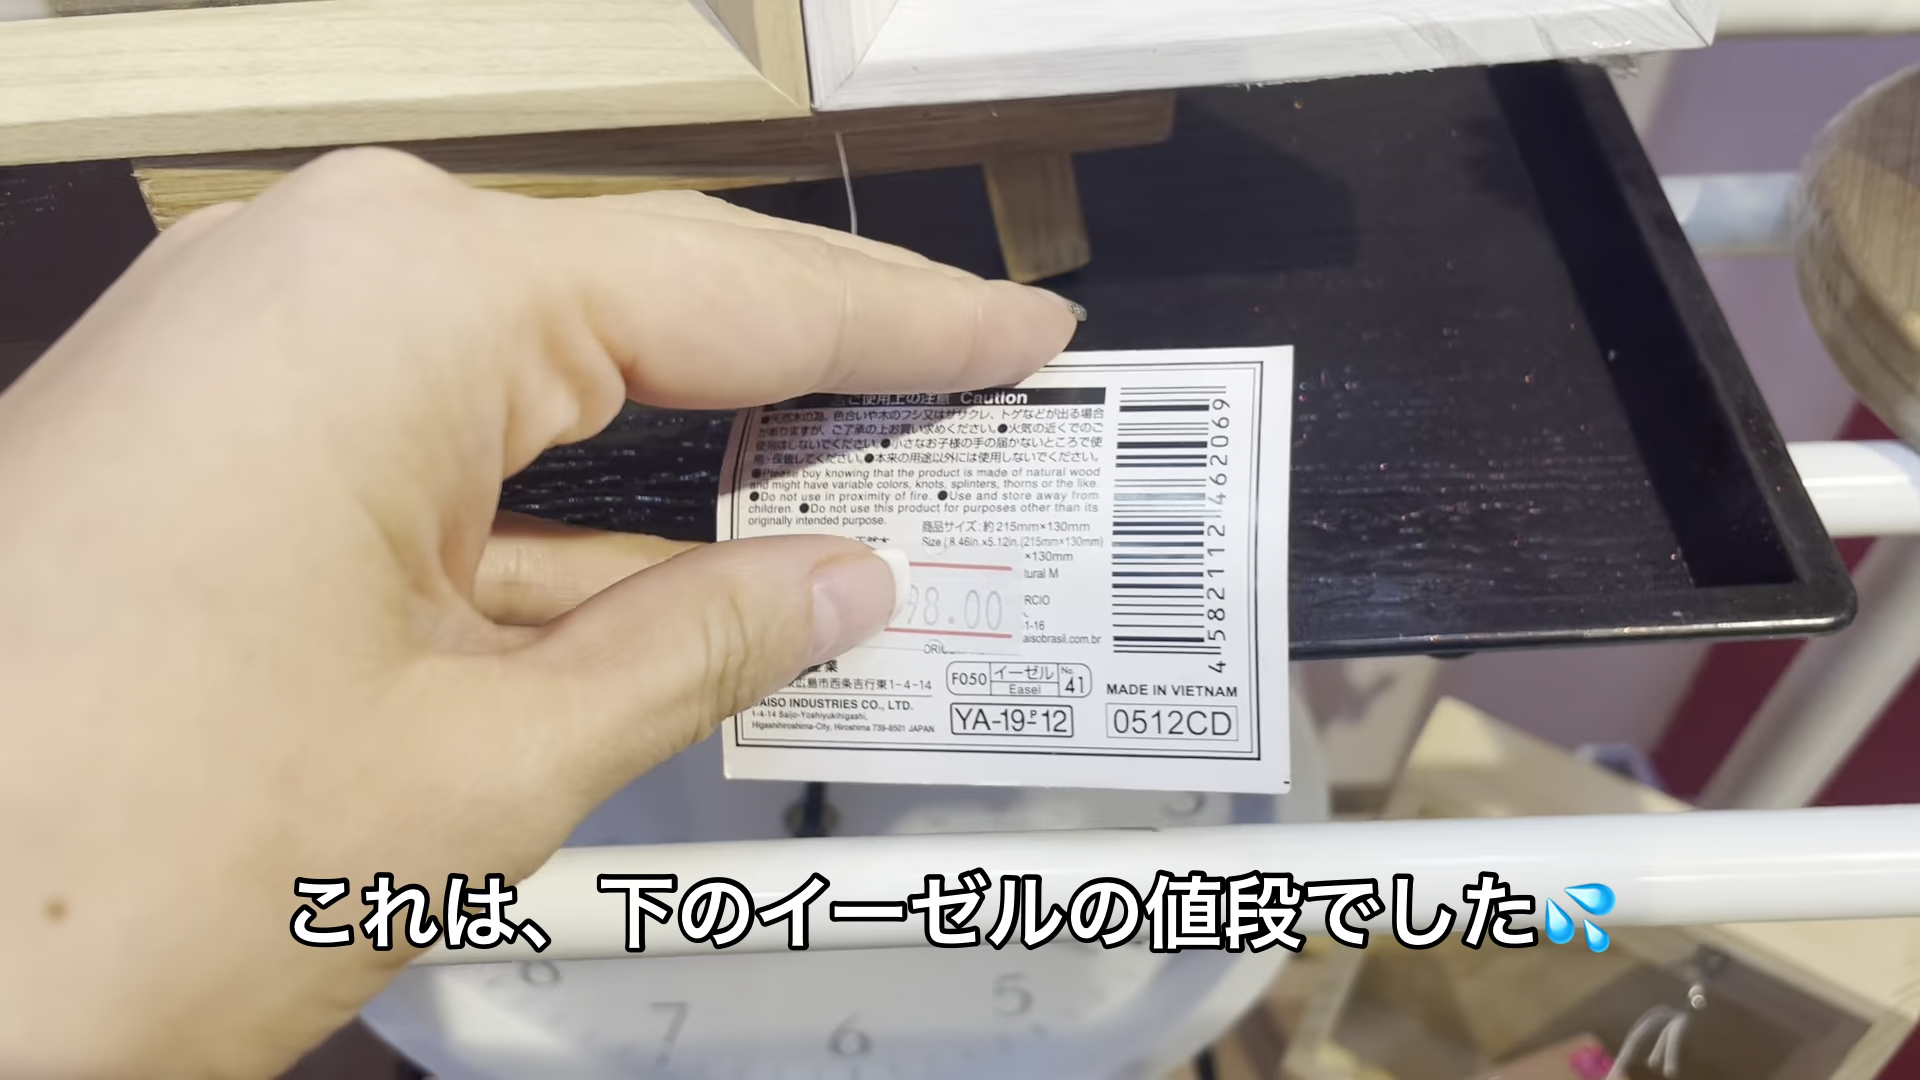 ご使用上の注意 Caution
●天然木の為、色合いや木のフシ又はササクレ、トゲなどが出る場合
がありますが、ご了承の上お買い求めください。●火気の近くでのご
使用はしないでください。●小さなお子様の手の届かないところで使
用・保管してください。●本来の用途以外には使用しないでください。
●Please buy knowing that the product is made of natural wood
and might have variable colors, knots, splinters, thorns or the like.
●Do not use in proximity of fire. ●Use and store away from
children. ●Do not use this product for purposes other than its
originally intended purpose.
商品サイズ:約215mm×130mm
天然木
Size (8.46in.x5.12in.(215mm×130mm)
×130mm
tural M
98.00
RCIO
1-16
aisobrasil.com.br
産業
広島市西条吉行東1-4-14
AISO INDUSTRIES CO., LTD.
1-4-14 Saijo-Yoshiyukihigashi,
Higashihiroshima-City, Hiroshima 739-8501 JAPAN
F050 イーゼル Easel No. 41
YA-19-P-12
MADE IN VIETNAM
0512CD
4582112462069
これは、下のイーゼルの値段でした💦
8
7
6
5